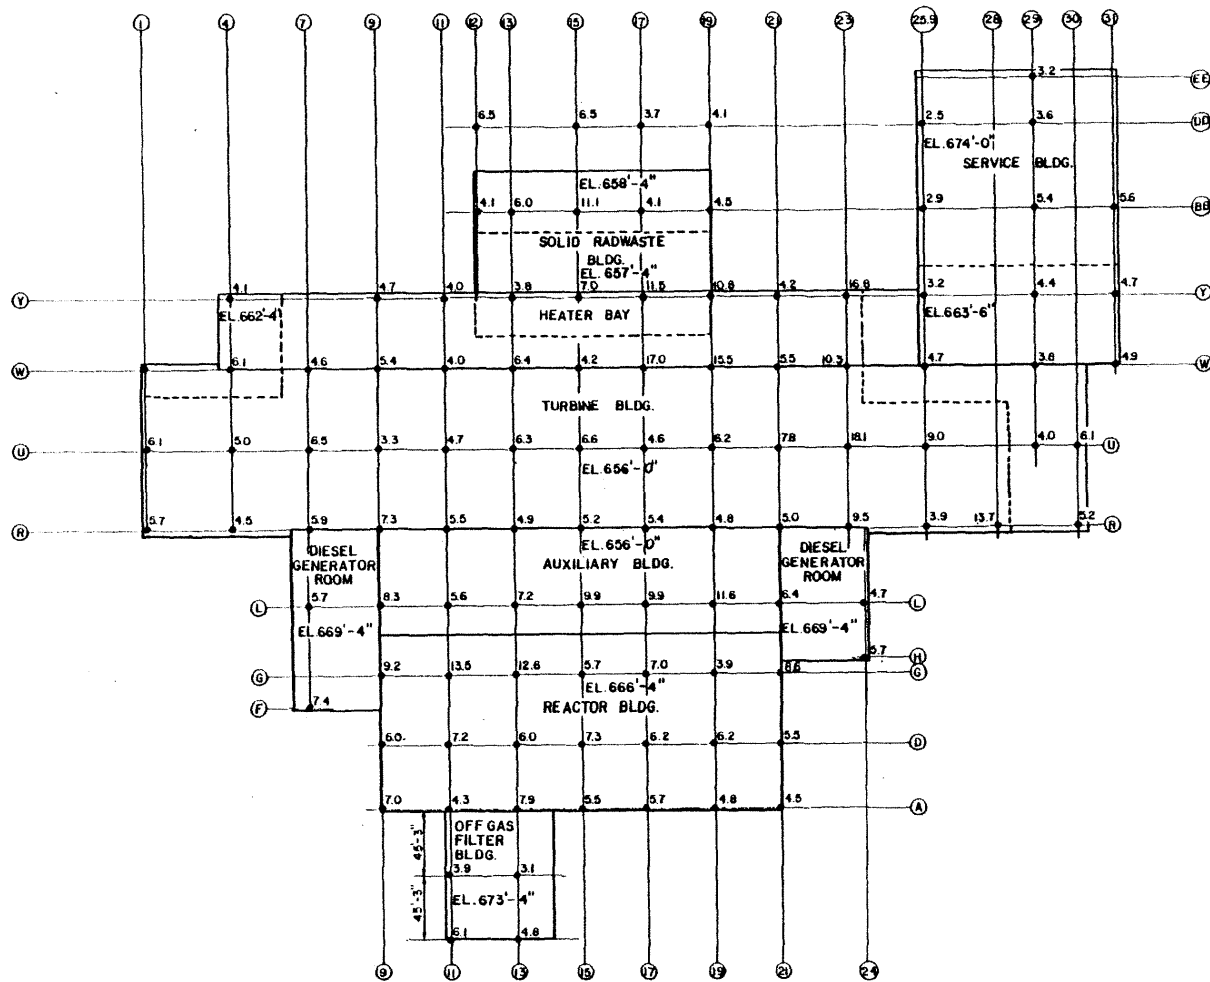 1 4 7 9 11 12 13 15 17 19 21 23 25.9 28 29 30 31
3.2 EE
6.5 6.5 3.7 4.1 2.5 3.6 DD
EL.674'-0"
SERVICE BLDG.
EL.658'-4"
4.1 6.0 11.1 4.1 4.5 2.9 5.4 5.6 BB
SOLID RADWASTE
BLDG.
EL.657'-4"
Y 4.1 4.7 4.0 3.8 7.0 11.5 10.8 4.2 16.8 3.2 4.4 4.7 Y
EL.662'-4"
HEATER BAY
EL.663'-6"
W 6.1 4.6 5.4 4.0 6.4 4.2 17.0 15.5 5.5 10.3 4.7 3.8 4.9 W
TURBINE BLDG.
U 6.1 5.0 6.5 3.3 4.7 6.3 6.6 4.6 6.2 7.8 18.1 9.0 4.0 6.1 U
EL.656'-0"
R 5.7 4.5 5.9 7.3 5.5 4.9 5.2 5.4 4.8 5.0 9.5 3.9 13.7 5.2 R
EL.656'-0"
DIESEL
GENERATOR
ROOM
AUXILIARY BLDG.
DIESEL
GENERATOR
ROOM
L 5.7 8.3 5.6 7.2 9.9 9.9 11.6 6.4 4.7 L
EL.669'-4"
EL.669'-4"
5.7 H
G 9.2 13.5 12.6 5.7 7.0 3.9 8.6 G
EL.666'-4"
F 7.4
REACTOR BLDG.
6.0 7.2 6.0 7.3 6.2 6.2 5.5 D
7.0 4.3 7.9 5.5 5.7 4.8 4.5 A
OFF GAS
FILTER
BLDG.
45'-3"
3.9 3.1
EL.673'-4"
45'-3"
6.1 4.8
9 11 13 15 17 19 21 24